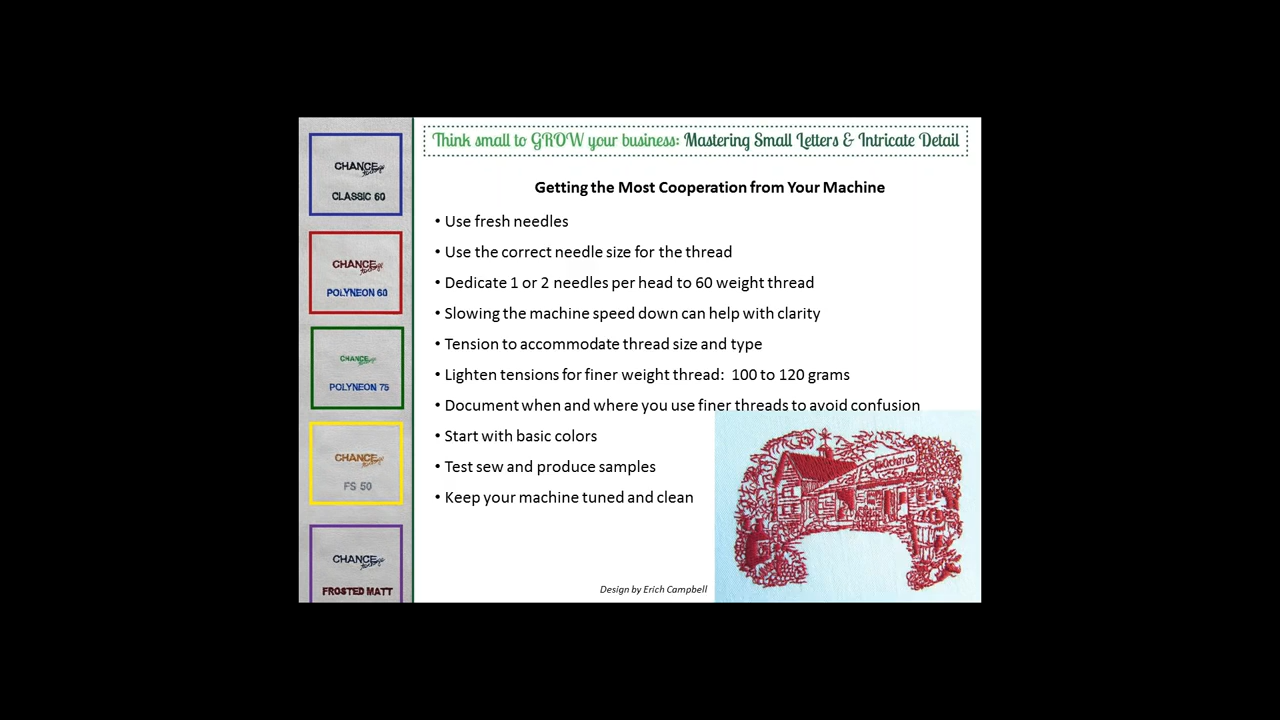 Think small to GROW your business: Mastering Small Letters & Intricate Detail
Getting the Most Cooperation from Your Machine
• Use fresh needles
• Use the correct needle size for the thread
• Dedicate 1 or 2 needles per head to 60 weight thread
• Slowing the machine speed down can help with clarity
• Tension to accommodate thread size and type
• Lighten tensions for finer weight thread:  100 to 120 grams
• Document when and where you use finer threads to avoid confusion
• Start with basic colors
• Test sew and produce samples
• Keep your machine tuned and clean
Design by Erich Campbell
CHANCE
CLASSIC 60
CHANCE
POLYNEON 60
CHANCE
POLYNEON 75
CHANCE
FS 50
CHANCE
FROSTED MATT